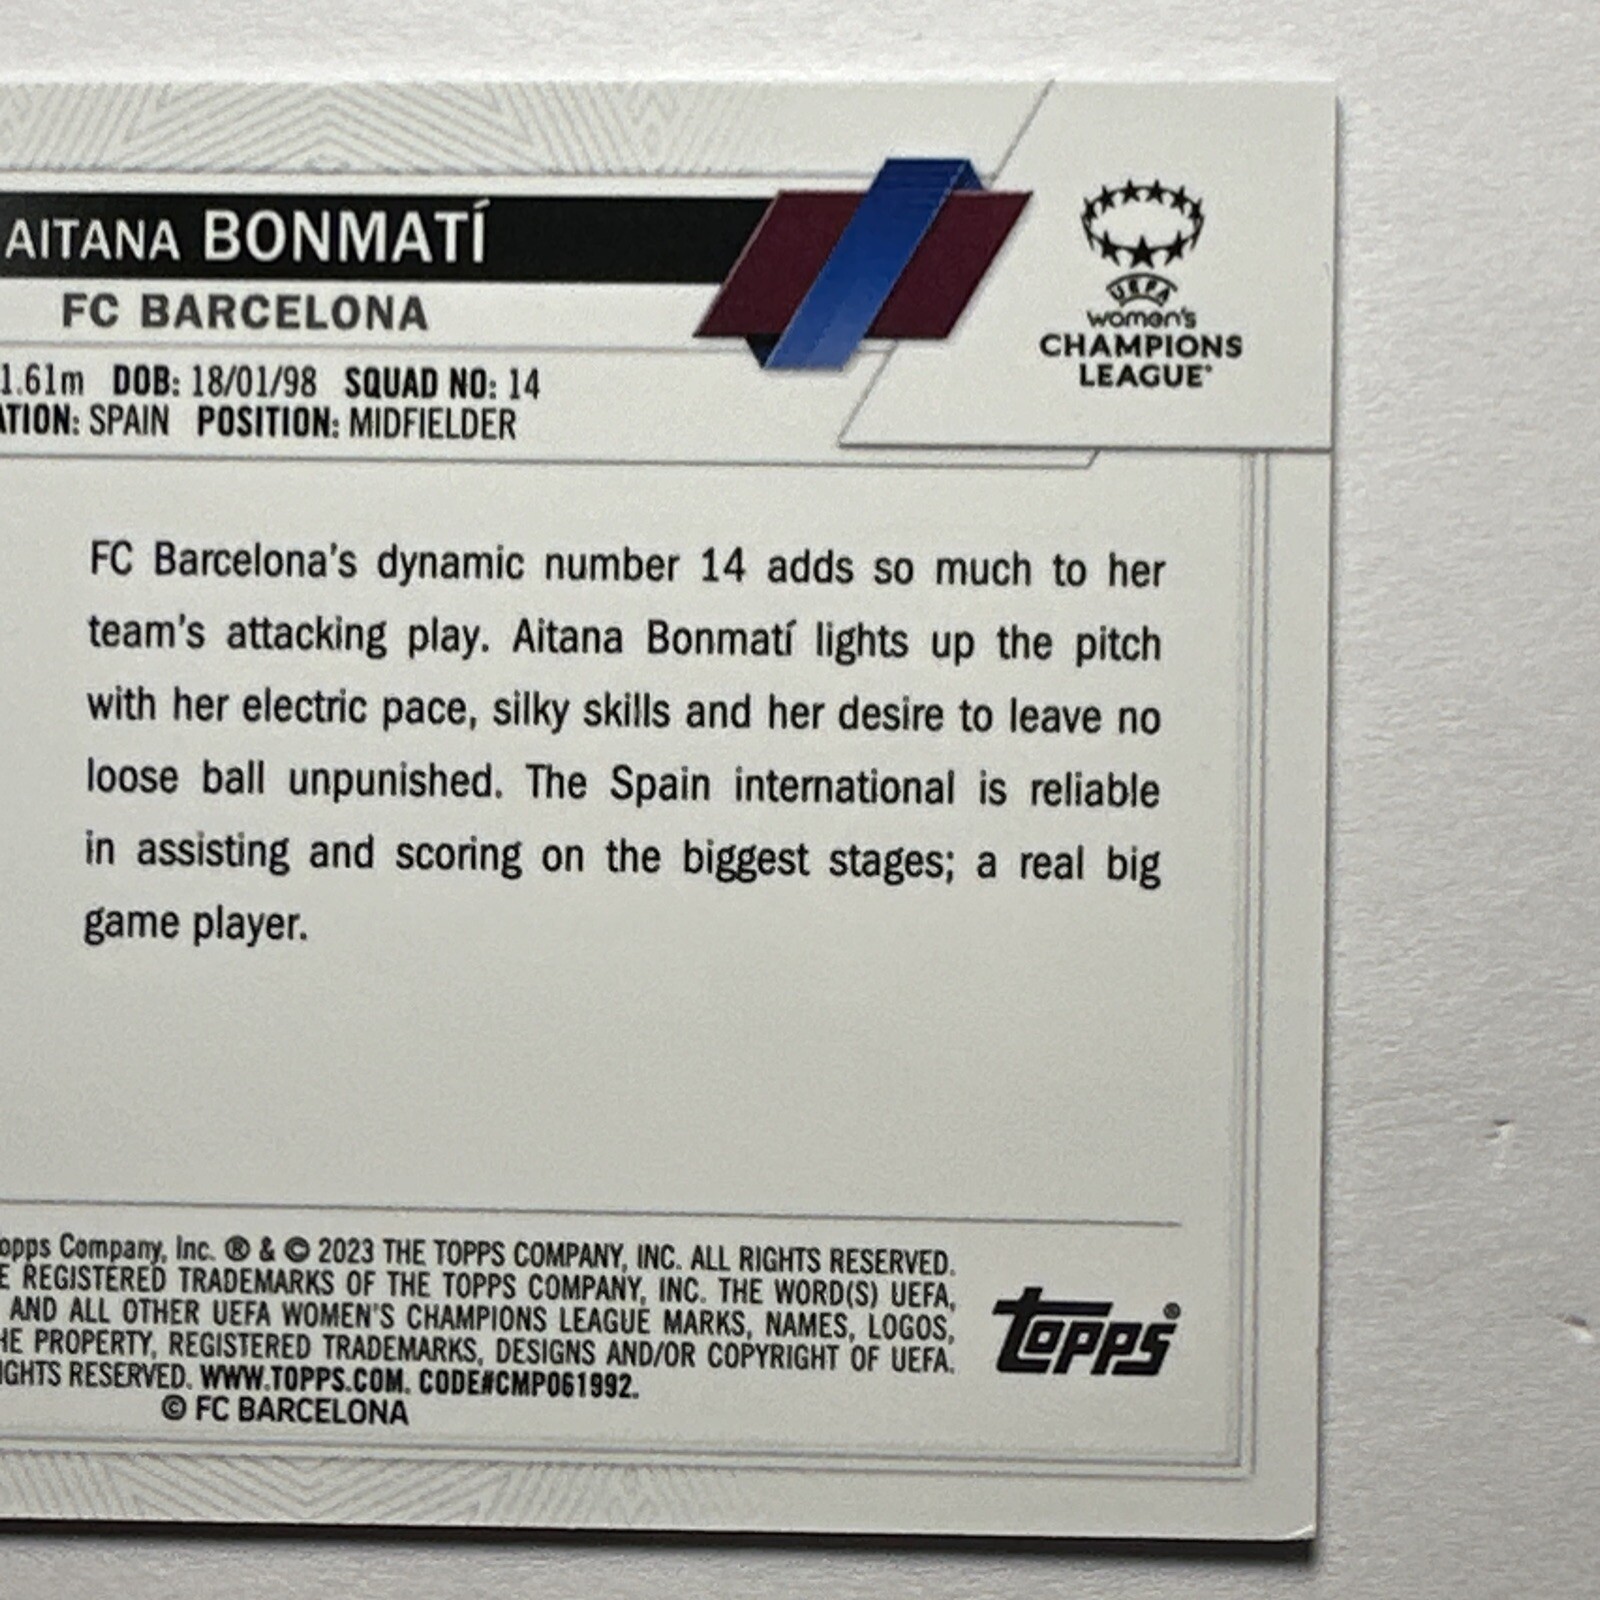 AITANA BONMATÍ
FC BARCELONA
1.61m DOB: 18/01/98 SQUAD NO: 14
ATION: SPAIN POSITION: MIDFIELDER
UEFA
women's
CHAMPIONS
LEAGUE
FC Barcelona's dynamic number 14 adds so much to her
team's attacking play. Aitana Bonmatí lights up the pitch
with her electric pace, silky skills and her desire to leave no
loose ball unpunished. The Spain international is reliable
in assisting and scoring on the biggest stages; a real big
game player.
opps Company, Inc. ® & © 2023 THE TOPPS COMPANY, INC. ALL RIGHTS RESERVED.
E REGISTERED TRADEMARKS OF THE TOPPS COMPANY, INC. THE WORD(S) UEFA,
AND ALL OTHER UEFA WOMEN'S CHAMPIONS LEAGUE MARKS, NAMES, LOGOS,
HE PROPERTY, REGISTERED TRADEMARKS, DESIGNS AND/OR COPYRIGHT OF UEFA.
IGHTS RESERVED. WWW.TOPPS.COM. CODE#CMP061992.
© FC BARCELONA
Topps®